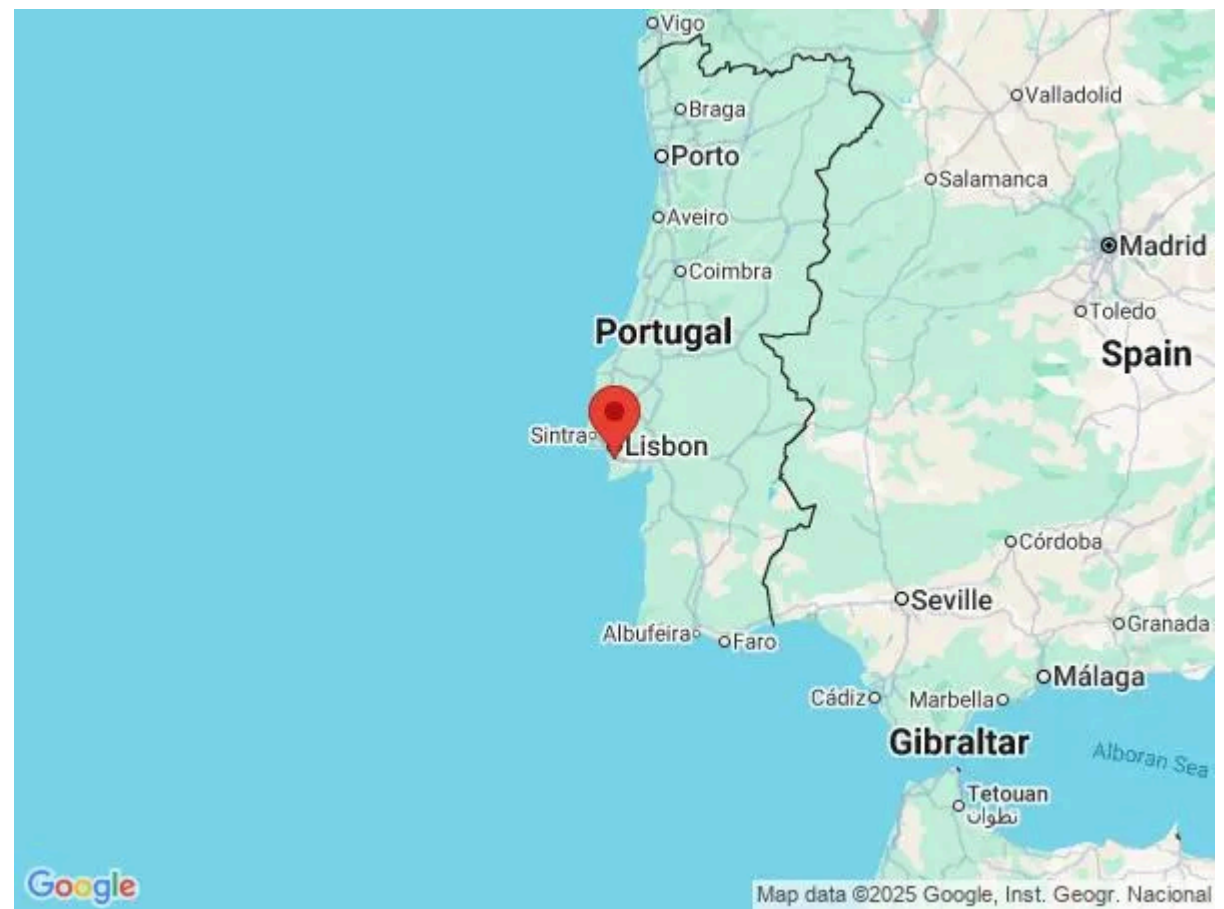 Vigo
Valladolid
Braga
Porto
Salamanca
Aveiro
Madrid
Coimbra
Toledo
Portugal
Spain
Sintra
Lisbon
Córdoba
Seville
Granada
Albufeira
Faro
Málaga
Cádiz
Marbella
Gibraltar
Alboran Sea
Tetouan
تطوان
Google
Map data ©2025 Google, Inst. Geogr. Nacional